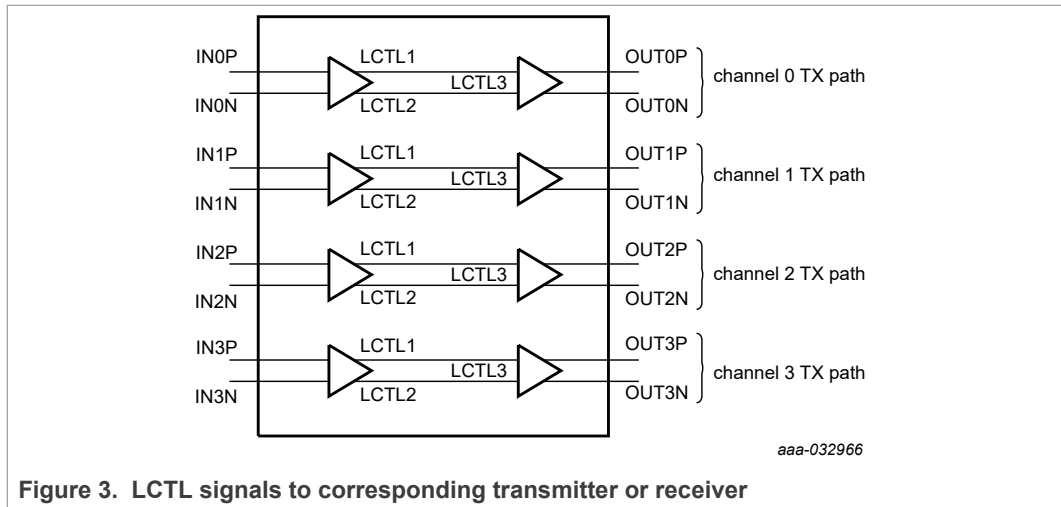 IN0P
LCTL1
OUT0P
LCTL3
channel 0 TX path
IN0N
LCTL2
OUT0N
IN1P
LCTL1
OUT1P
LCTL3
channel 1 TX path
IN1N
LCTL2
OUT1N
IN2P
LCTL1
OUT2P
LCTL3
channel 2 TX path
IN2N
LCTL2
OUT2N
IN3P
LCTL1
OUT3P
LCTL3
channel 3 TX path
IN3N
LCTL2
OUT3N
aaa-032966
Figure 3. LCTL signals to corresponding transmitter or receiver